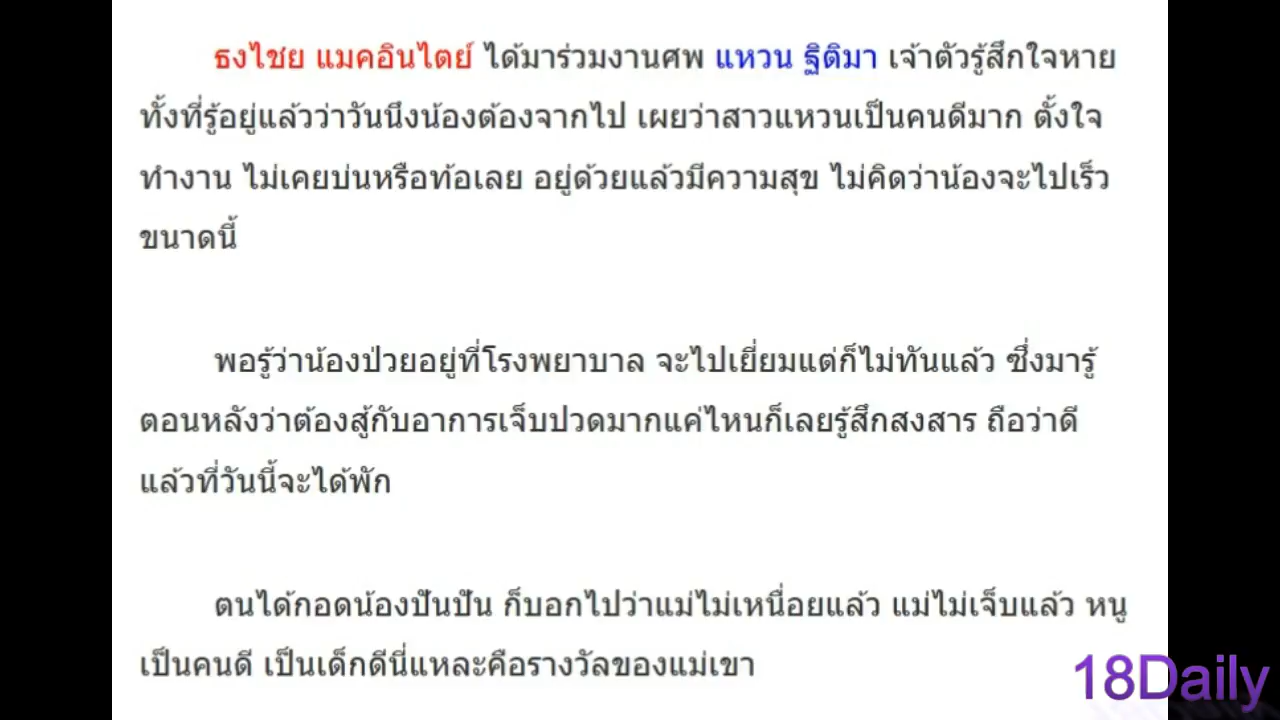 ธงไชย แมคอินไตย์ ได้มาร่วมงานศพ แหวน ฐิติมา เจ้าตัวรู้สึกใจหาย
ทั้งที่รู้อยู่แล้วว่าวันนึงน้องต้องจากไป เผยว่าสาวแหวนเป็นคนดีมาก ตั้งใจ
ทำงาน ไม่เคยบ่นหรือท้อเลย อยู่ด้วยแล้วมีความสุข ไม่คิดว่าน้องจะไปเร็ว
ขนาดนี้
พอรู้ว่าน้องป่วยอยู่ที่โรงพยาบาล จะไปเยี่ยมแต่ก็ไม่ทันแล้ว ซึ่งมารู้
ตอนหลังว่าต้องสู้กับอาการเจ็บปวดมากแค่ไหนก็เลยรู้สึกสงสาร ถือว่าดี
แล้วที่วันนี้จะได้พัก
ตนได้กอดน้องปันปัน ก็บอกไปว่าแม่ไม่เหนื่อยแล้ว แม่ไม่เจ็บแล้ว หนู
เป็นคนดี เป็นเด็กดีนี่แหละคือรางวัลของแม่เขา
18Daily